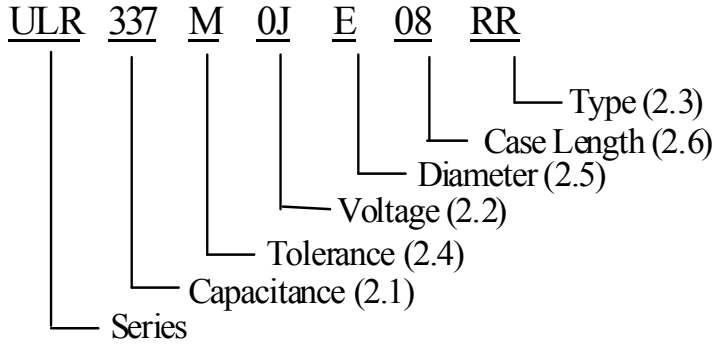 ULR 337 M 0J E 08 RR
Type (2.3)
Case Length (2.6)
Diameter (2.5)
Voltage (2.2)
Tolerance (2.4)
Capacitance (2.1)
Series